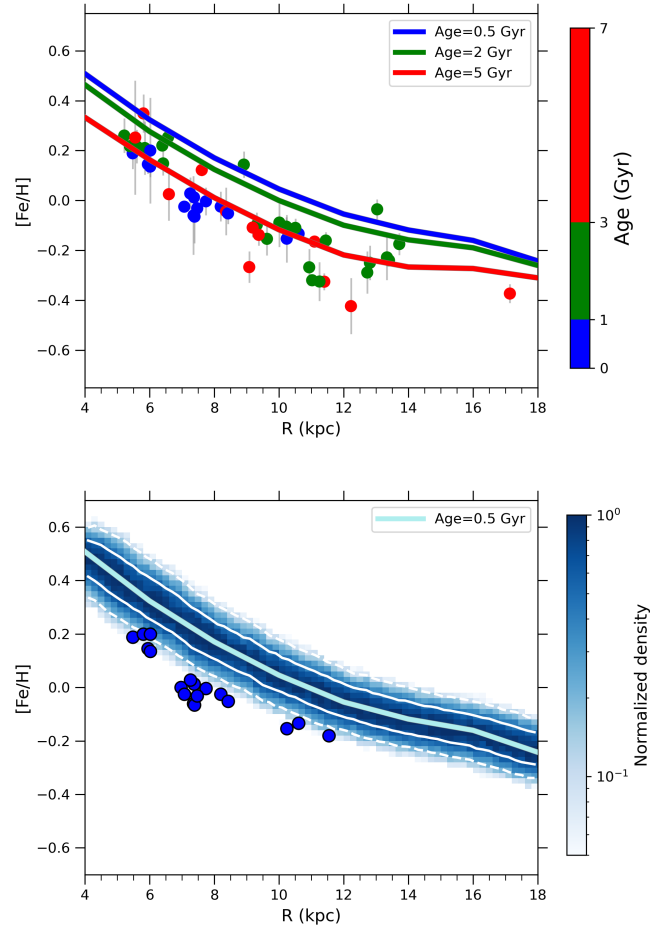 Age=0.5 Gyr
Age=2 Gyr
Age=5 Gyr
0.6
0.4
0.2
0.0
−0.2
−0.4
−0.6
[Fe/H]
4 6 8 10 12 14 16 18
R (kpc)
7
3
1
0
Age (Gyr)
Age=0.5 Gyr
0.6
0.4
0.2
0.0
−0.2
−0.4
−0.6
[Fe/H]
4 6 8 10 12 14 16 18
R (kpc)
10⁰
10⁻¹
Normalized density